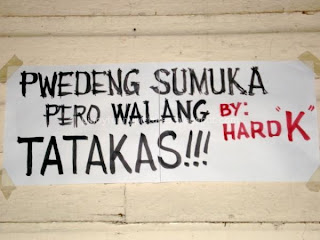 PWEDENG SUMUKA
PERO WALANG
TATAKAS!!!
BY:
HARD "K"